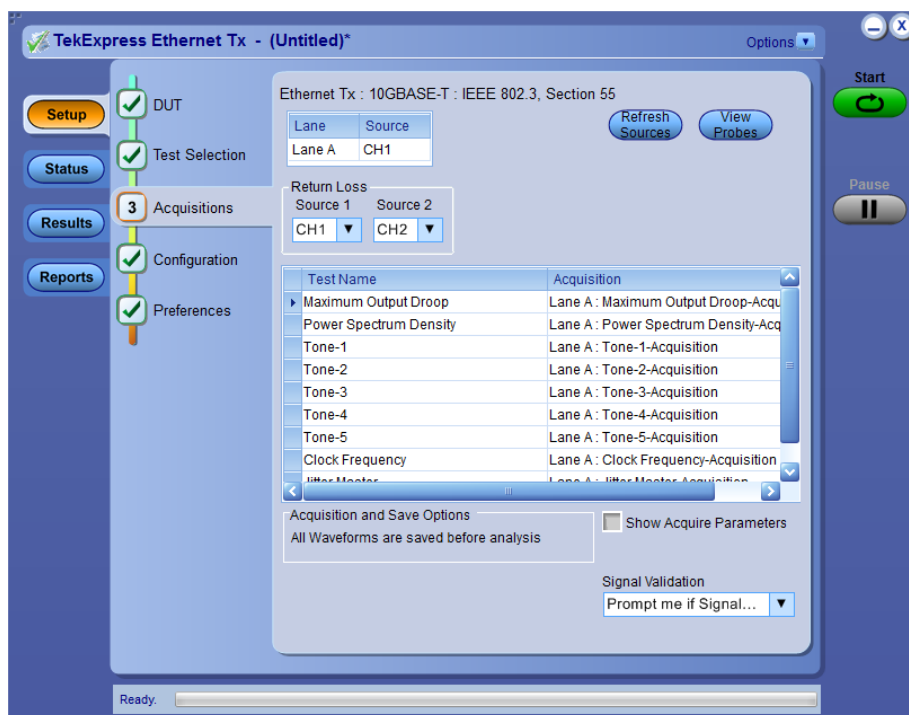 TekExpress Ethernet Tx - (Untitled)*
Options
X
Start
Pause
Setup
Status
Results
Reports
DUT
Test Selection
3 Acquisitions
Configuration
Preferences
Ethernet Tx : 10GBASE-T : IEEE 802.3, Section 55
Lane Source
Lane A CH1
Refresh Sources
View Probes
Return Loss
Source 1 Source 2
CH1 CH2
Test Name Acquisition
Maximum Output Droop Lane A : Maximum Output Droop-Acqu
Power Spectrum Density Lane A : Power Spectrum Density-Acq
Tone-1 Lane A : Tone-1-Acquisition
Tone-2 Lane A : Tone-2-Acquisition
Tone-3 Lane A : Tone-3-Acquisition
Tone-4 Lane A : Tone-4-Acquisition
Tone-5 Lane A : Tone-5-Acquisition
Clock Frequency Lane A : Clock Frequency-Acquisition
Jitter Master Lane A : Jitter Master-Acquisition
Acquisition and Save Options
All Waveforms are saved before analysis
Show Acquire Parameters
Signal Validation
Prompt me if Signal...
Ready.